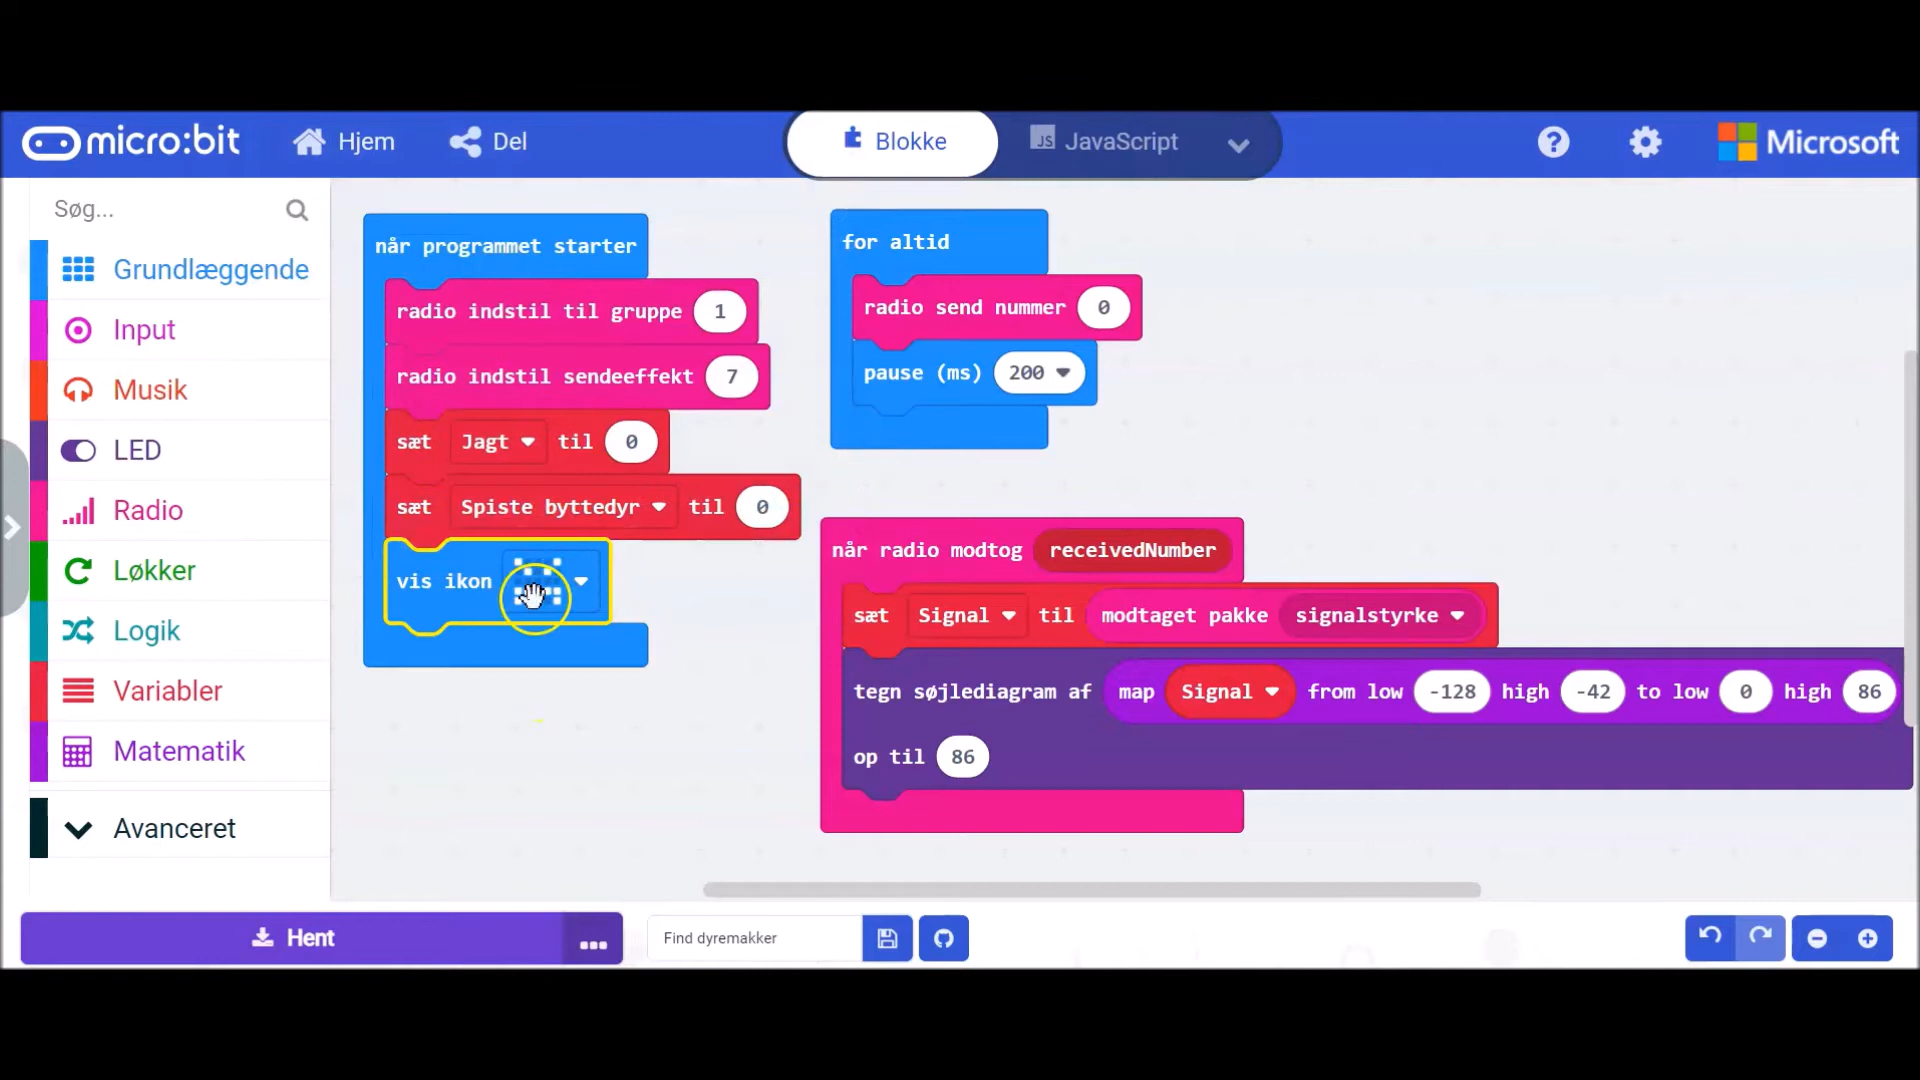 micro:bit
Hjem
Del
Blokke
JS
JavaScript
Microsoft
Søg...
Grundlæggende
Input
Musik
LED
Radio
Løkker
Logik
Variabler
Matematik
Avanceret
når programmet starter
radio indstil til gruppe 1
radio indstil sendeeffekt 7
sæt Jagt til 0
sæt Spiste byttedyr til 0
vis ikon
for altid
radio send nummer 0
pause (ms) 200
når radio modtog receivedNumber
sæt Signal til modtaget pakke signalstyrke
tegn søjlediagram af map Signal from low -128 high -42 to low 0 high 86
op til 86
Hent
...
Find dyremakker